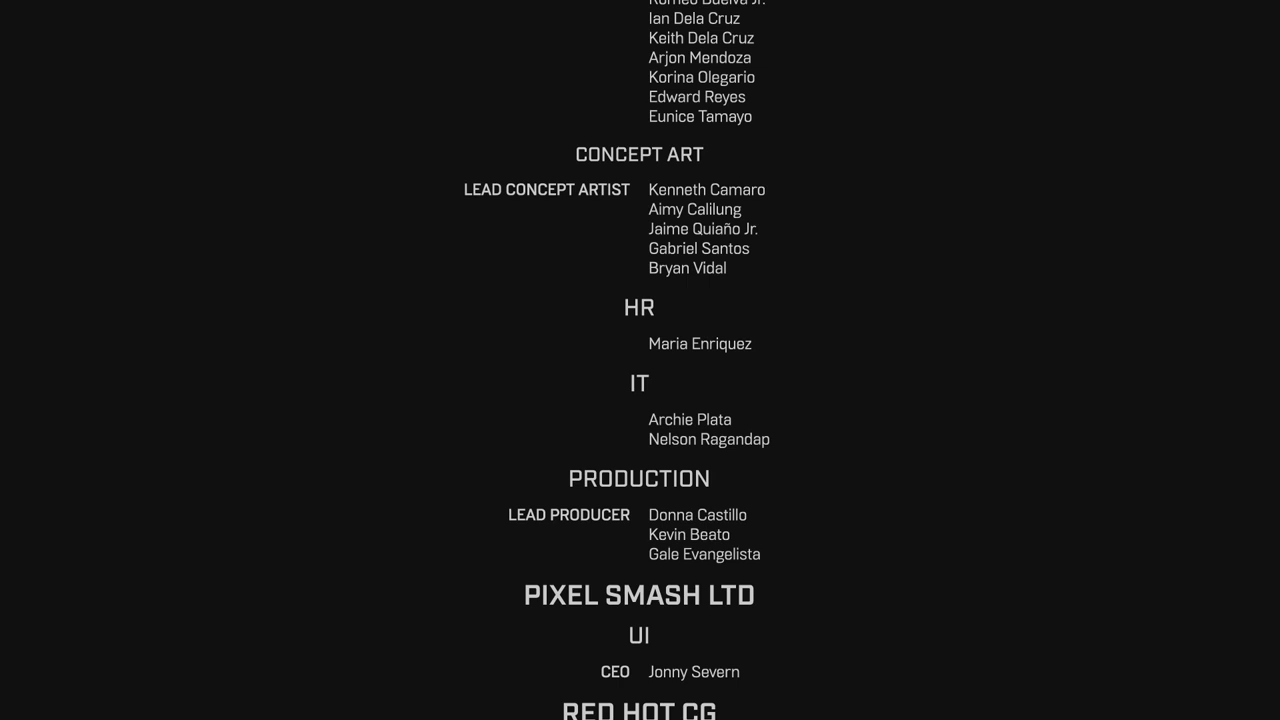 Romeo Buelva Jr.
Ian Dela Cruz
Keith Dela Cruz
Arjon Mendoza
Korina Olegario
Edward Reyes
Eunice Tamayo
CONCEPT ART
LEAD CONCEPT ARTIST Kenneth Camaro
Aimy Calilung
Jaime Quiaño Jr.
Gabriel Santos
Bryan Vidal
HR
Maria Enriquez
IT
Archie Plata
Nelson Ragandap
PRODUCTION
LEAD PRODUCER Donna Castillo
Kevin Beato
Gale Evangelista
PIXEL SMASH LTD
UI
CEO Jonny Severn
RED HOT CG